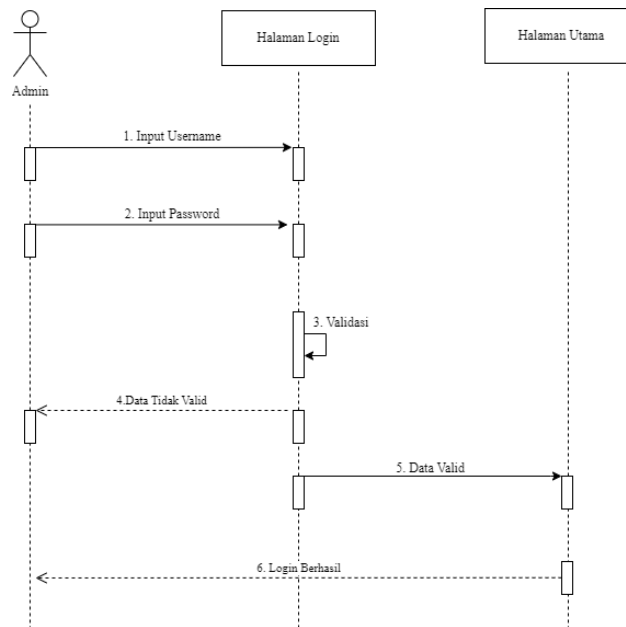 Halaman Login
Halaman Utama
Admin
1. Input Username
2. Input Password
3. Validasi
4.Data Tidak Valid
5. Data Valid
6. Login Berhasil